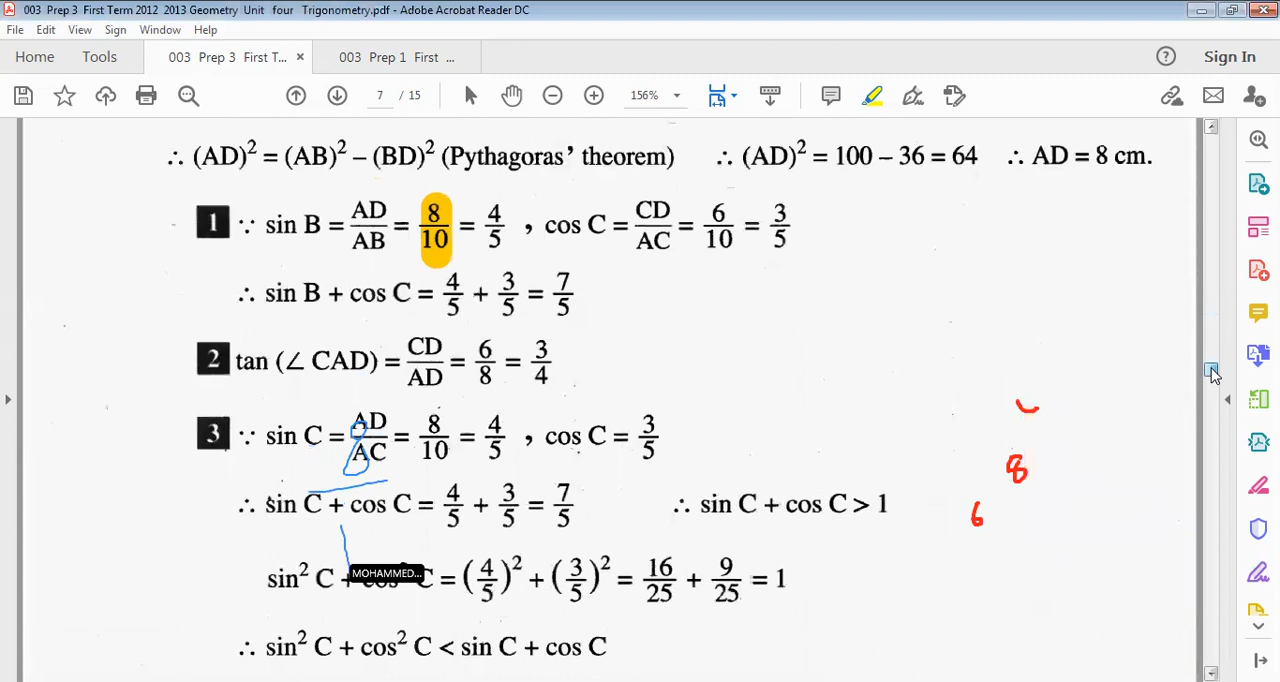 003 Prep 3 First Term 2012 2013 Geometry Unit four Trigonometry.pdf - Adobe Acrobat Reader DC
File Edit View Sign Window Help
Home Tools 003 Prep 3 First T... × 003 Prep 1 First ... ? Sign In
7 / 15 156%
∴ (AD)² = (AB)² – (BD)² (Pythagoras’ theorem) ∴ (AD)² = 100 – 36 = 64 ∴ AD = 8 cm.
1 ∵ sin B = AD/AB = 8/10 = 4/5 , cos C = CD/AC = 6/10 = 3/5
∴ sin B + cos C = 4/5 + 3/5 = 7/5
2 tan (∠ CAD) = CD/AD = 6/8 = 3/4
3 ∵ sin C = AD/AC = 8/10 = 4/5 , cos C = 3/5
8
∴ sin C + cos C = 4/5 + 3/5 = 7/5 ∴ sin C + cos C > 1
6
sin² C + cos² C = (4/5)² + (3/5)² = 16/25 + 9/25 = 1
MOHAMMED...
∴ sin² C + cos² C < sin C + cos C